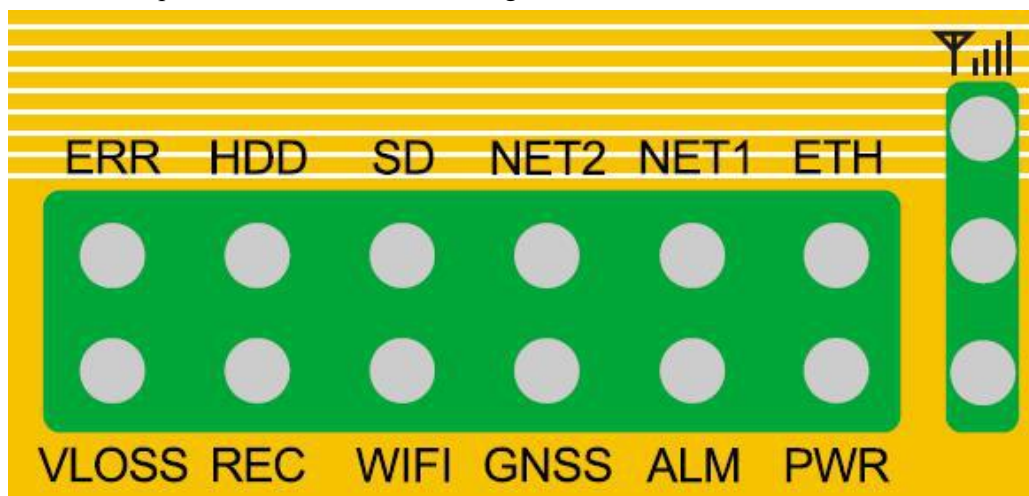 ERR HDD SD NET2 NET1 ETH
VLOSS REC WIFI GNSS ALM PWR